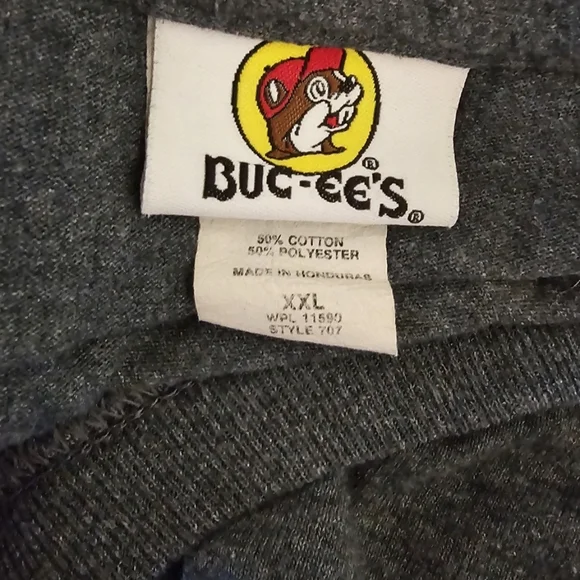 BUC-EE'S®
®
50% COTTON
50% POLYESTER
MADE IN HONDURAS
XXL
WPL 11590
STYLE 707